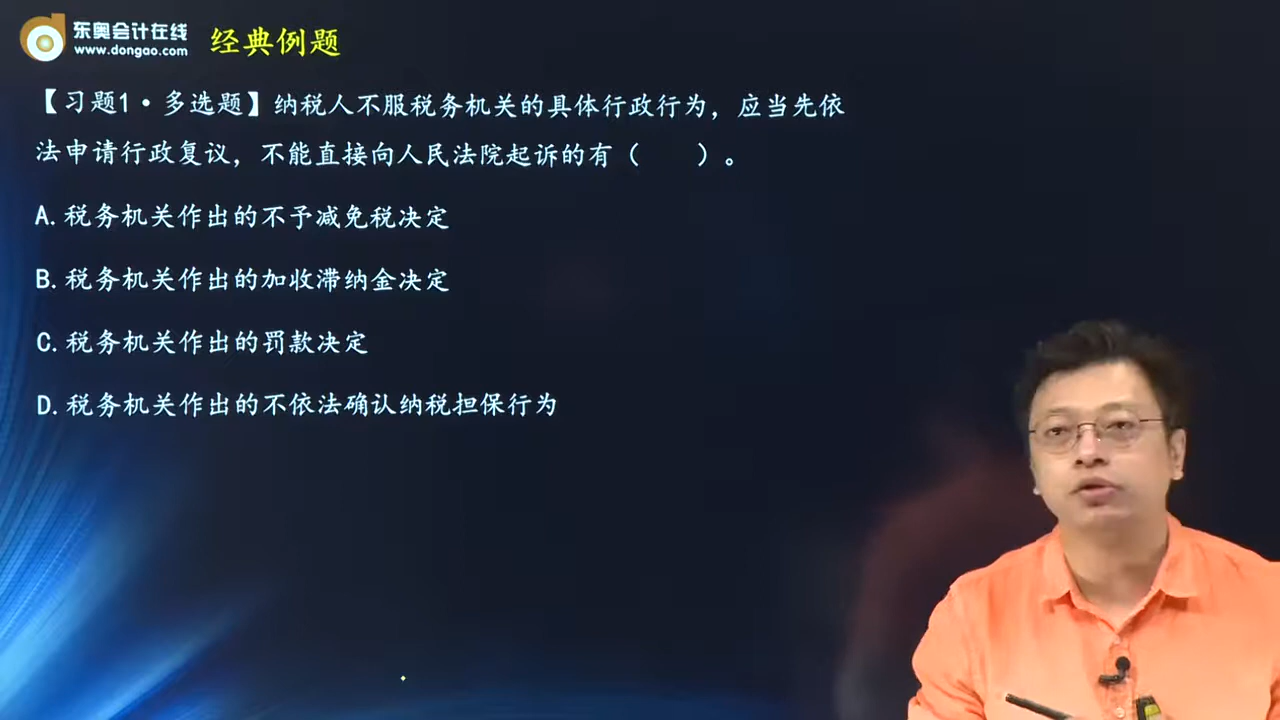 东奥会计在线
www.dongao.com
经典例题
【习题1·多选题】纳税人不服税务机关的具体行政行为，应当先依
法申请行政复议，不能直接向人民法院起诉的有（　　）。
A.税务机关作出的不予减免税决定
B.税务机关作出的加收滞纳金决定
C.税务机关作出的罚款决定
D.税务机关作出的不依法确认纳税担保行为